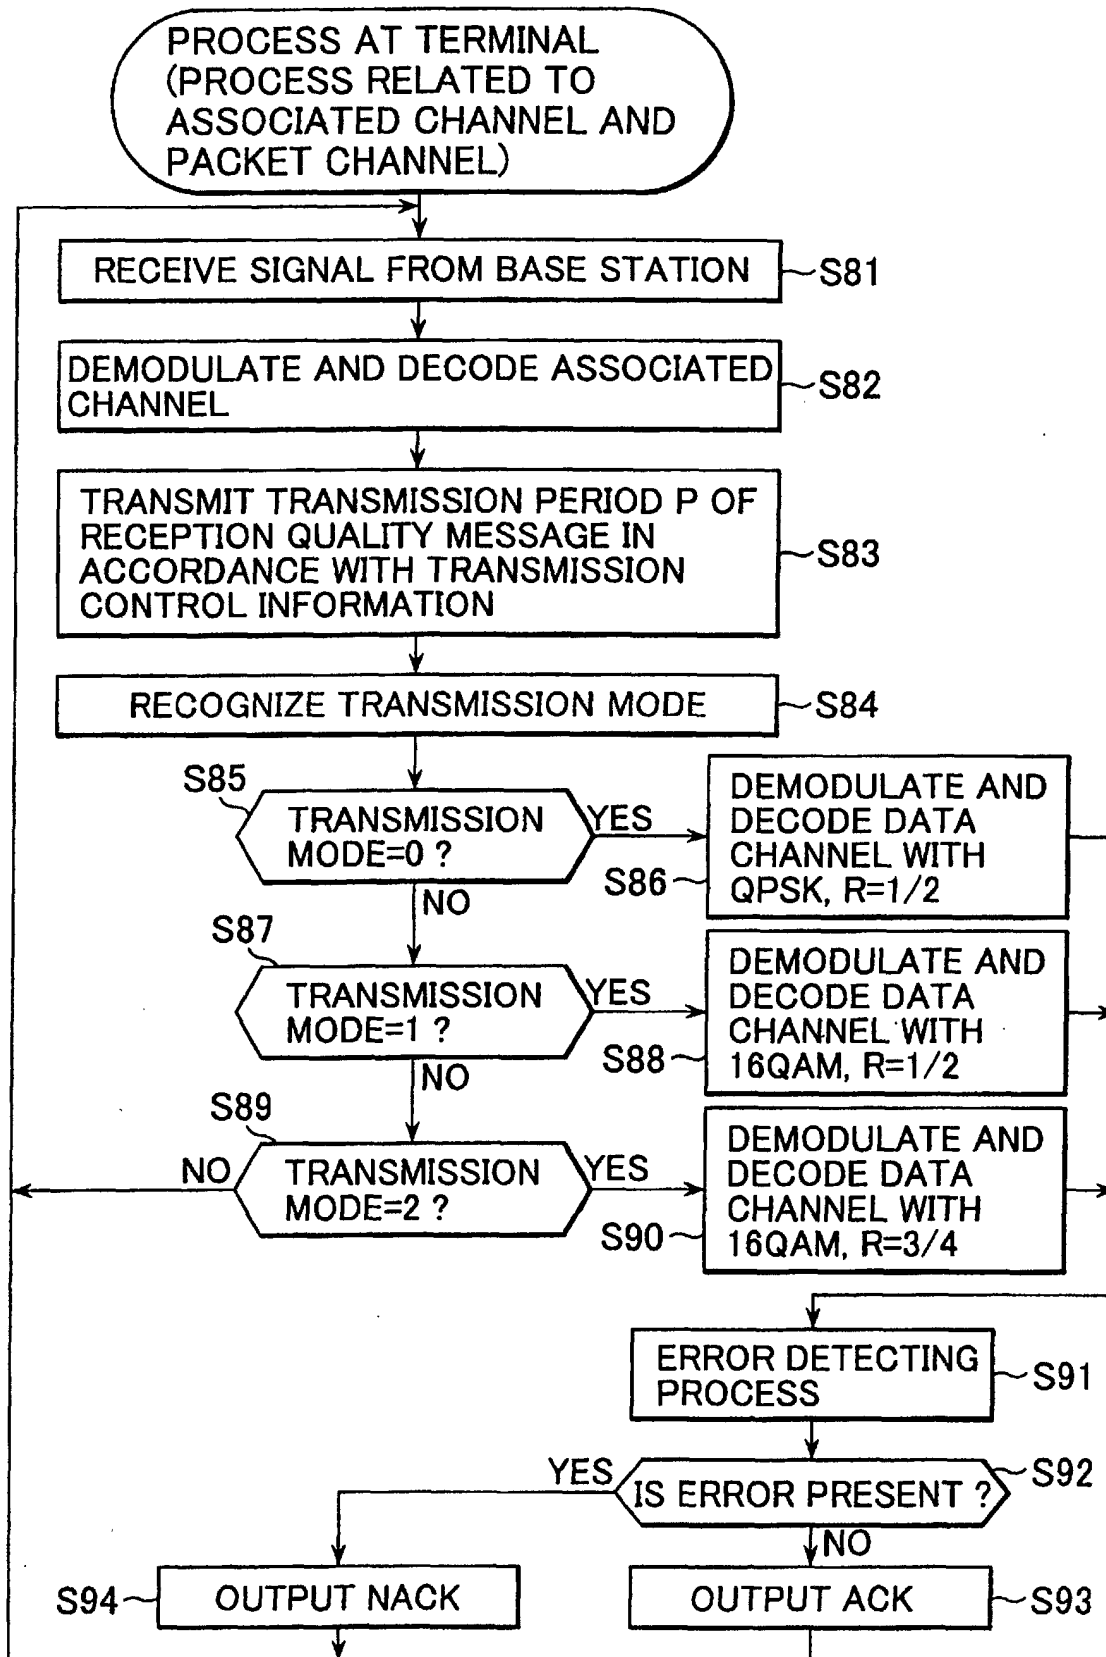 PROCESS AT TERMINAL
(PROCESS RELATED TO
ASSOCIATED CHANNEL AND
PACKET CHANNEL)
RECEIVE SIGNAL FROM BASE STATION
S81
DEMODULATE AND DECODE ASSOCIATED
CHANNEL
S82
TRANSMIT TRANSMISSION PERIOD P OF
RECEPTION QUALITY MESSAGE IN
ACCORDANCE WITH TRANSMISSION
CONTROL INFORMATION
S83
RECOGNIZE TRANSMISSION MODE
S84
S85
TRANSMISSION
MODE=0 ?
YES
NO
DEMODULATE AND
DECODE DATA
CHANNEL WITH
QPSK, R=1/2
S86
S87
TRANSMISSION
MODE=1 ?
YES
NO
DEMODULATE AND
DECODE DATA
CHANNEL WITH
16QAM, R=1/2
S88
S89
NO
TRANSMISSION
MODE=2 ?
YES
DEMODULATE AND
DECODE DATA
CHANNEL WITH
16QAM, R=3/4
S90
ERROR DETECTING
PROCESS
S91
YES
IS ERROR PRESENT ?
S92
NO
S94
OUTPUT NACK
OUTPUT ACK
S93